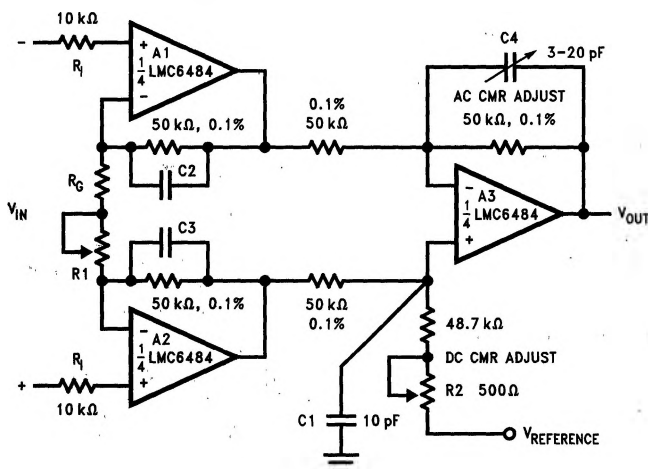 10 kΩ
−
Ri
+
A1
1/4 LMC6484
−
50 kΩ, 0.1%
C2
RG
VIN
R1
C3
50 kΩ, 0.1%
−
A2
1/4 LMC6484
+
Ri
+
10 kΩ
0.1%
50 kΩ
50 kΩ
0.1%
C4
3–20 pF
AC CMR ADJUST
50 kΩ, 0.1%
−
A3
1/4 LMC6484
+
VOUT
48.7 kΩ
DC CMR ADJUST
R2 500Ω
C1 10 pF
VREFERENCE